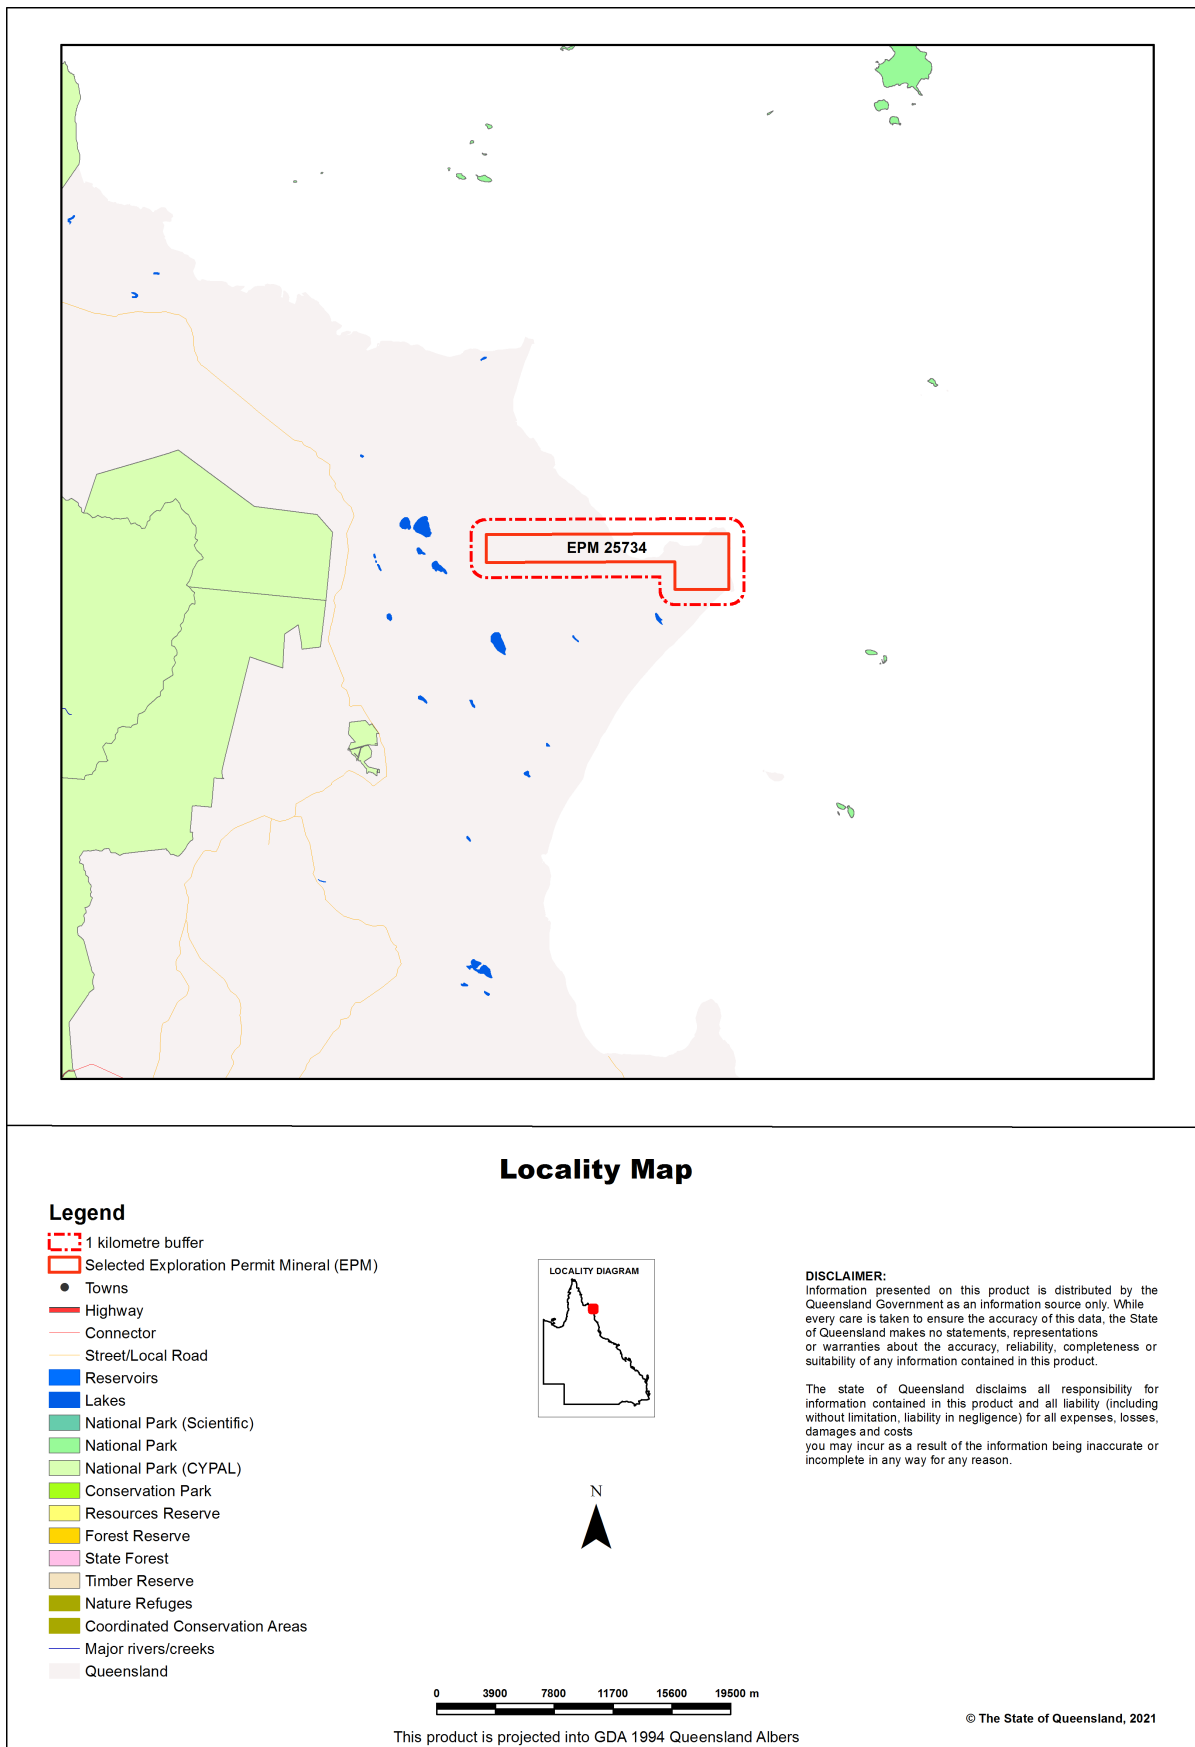 EPM 25734
Locality Map
Legend
1 kilometre buffer
Selected Exploration Permit Mineral (EPM)
Towns
Highway
Connector
Street/Local Road
Reservoirs
Lakes
National Park (Scientific)
National Park
National Park (CYPAL)
Conservation Park
Resources Reserve
Forest Reserve
State Forest
Timber Reserve
Nature Refuges
Coordinated Conservation Areas
Major rivers/creeks
Queensland
LOCALITY DIAGRAM
N
DISCLAIMER:
Information presented on this product is distributed by the
Queensland Government as an information source only. While
every care is taken to ensure the accuracy of this data, the State
of Queensland makes no statements, representations
or warranties about the accuracy, reliability, completeness or
suitability of any information contained in this product.
The state of Queensland disclaims all responsibility for
information contained in this product and all liability (including
without limitation, liability in negligence) for all expenses, losses,
damages and costs
you may incur as a result of the information being inaccurate or
incomplete in any way for any reason.
0 3900 7800 11700 15600 19500 m
This product is projected into GDA 1994 Queensland Albers
© The State of Queensland, 2021